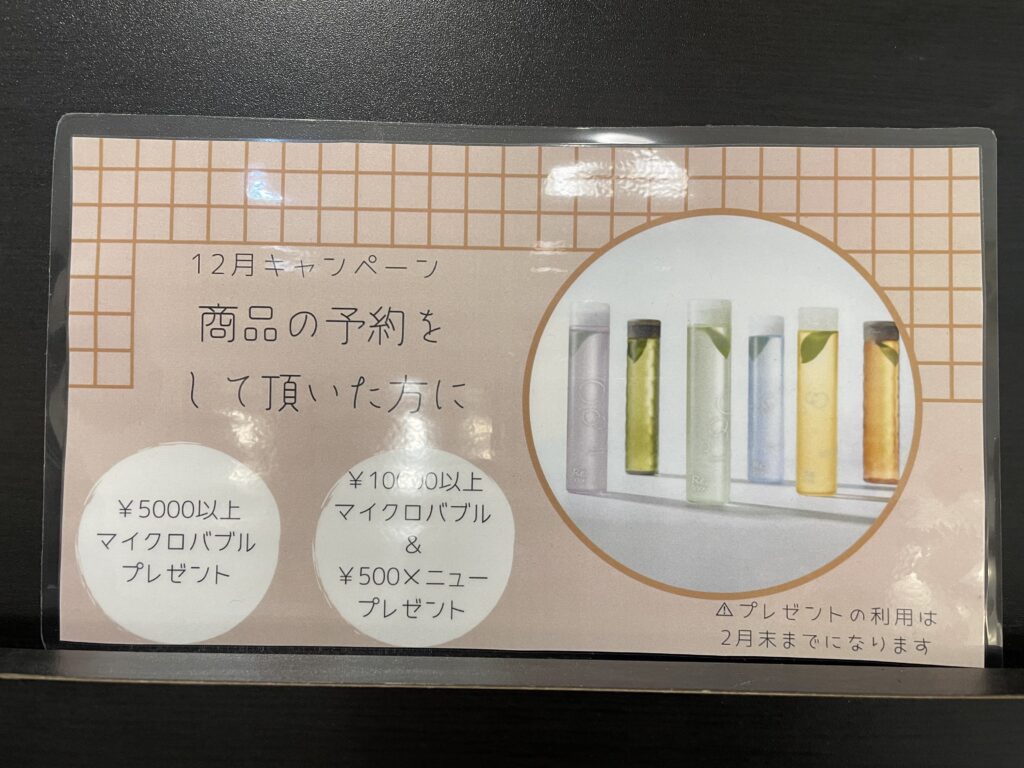 12月キャンペーン
商品の予約を
して頂いた方に
￥5000以上
マイクロバブル
プレゼント
￥10000以上
マイクロバブル
&
￥500×ニュー
プレゼント
⚠プレゼントの利用は
2月末までになります